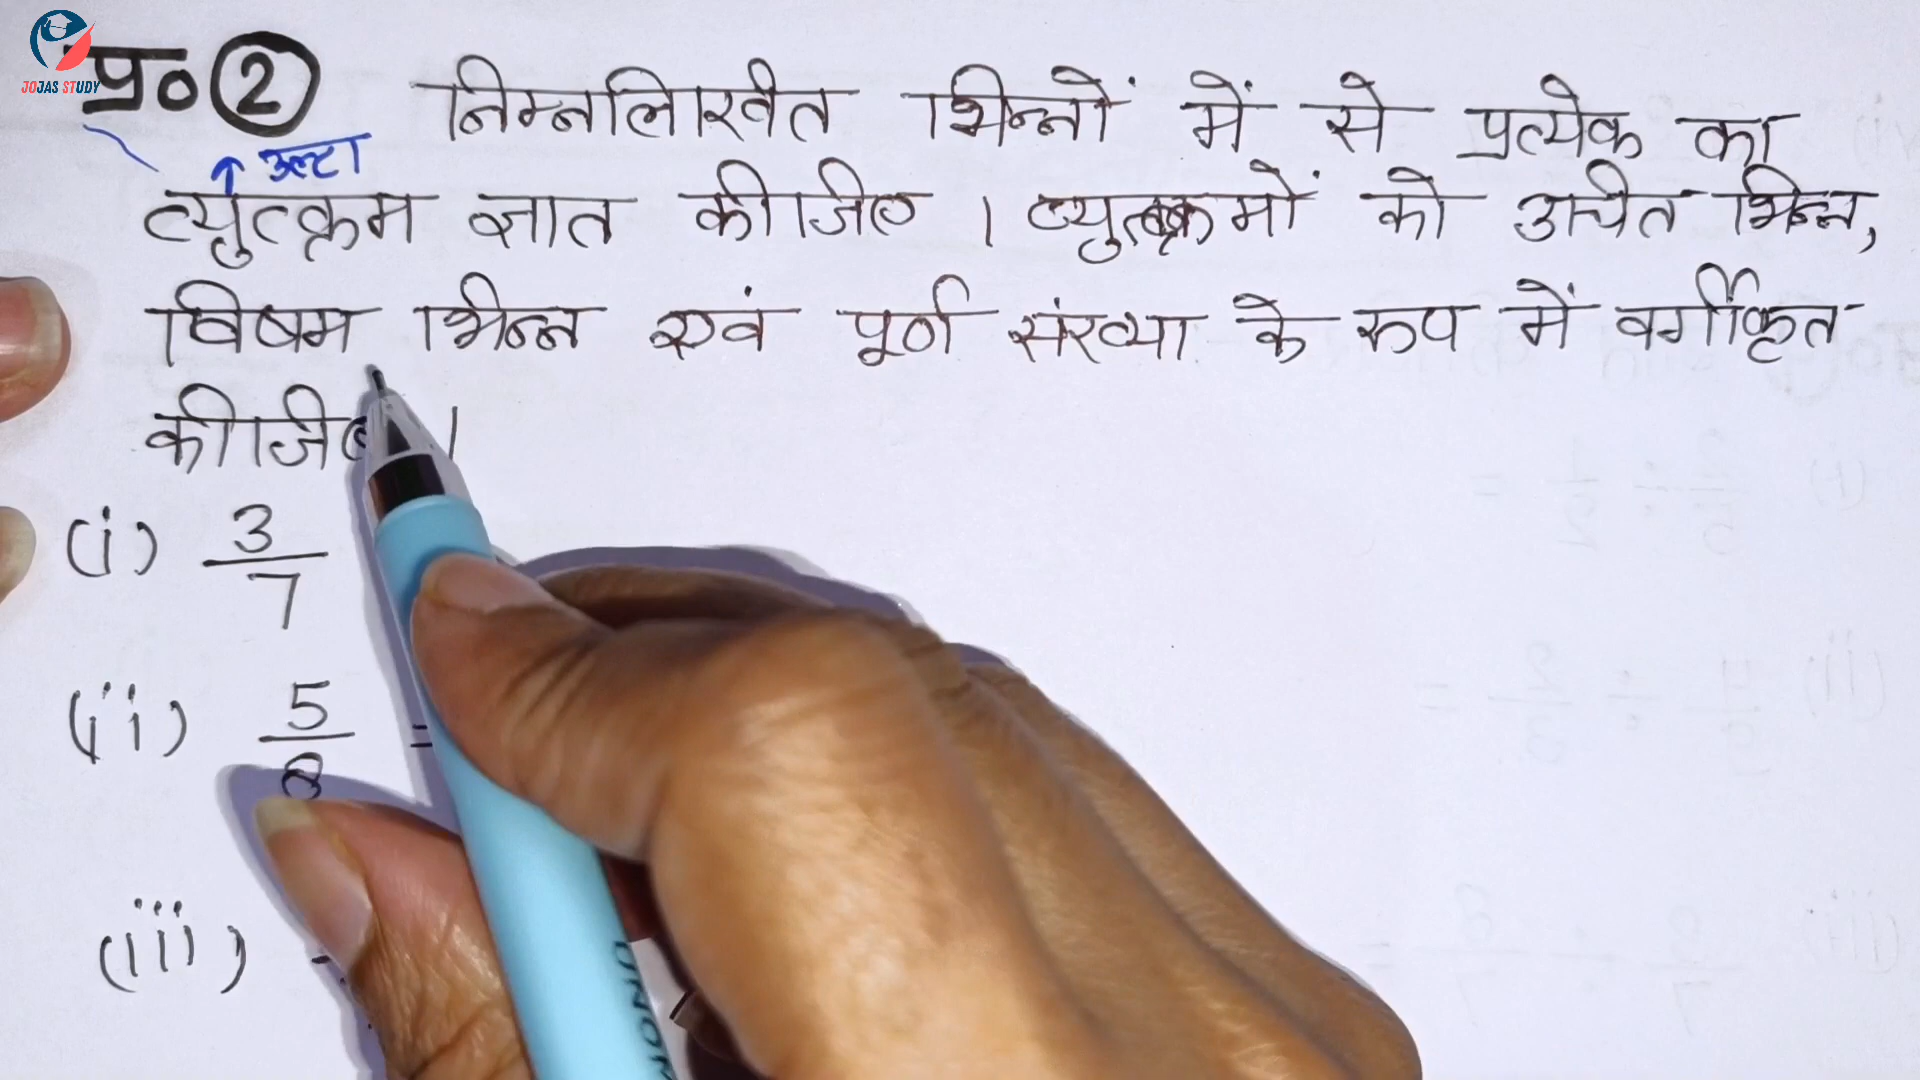 JOJAS STUDY
प्र० ② निम्नलिखित भिन्नों में से प्रत्येक का
उल्टा
व्युत्क्रम ज्ञात कीजिए । व्युत्क्रमों को उचित भिन्न,
विषम भिन्न एवं पूर्ण संख्या के रूप में वर्गीकृत
कीजिए ।
(i) 3/7
(ii) 5/8 =
(iii)